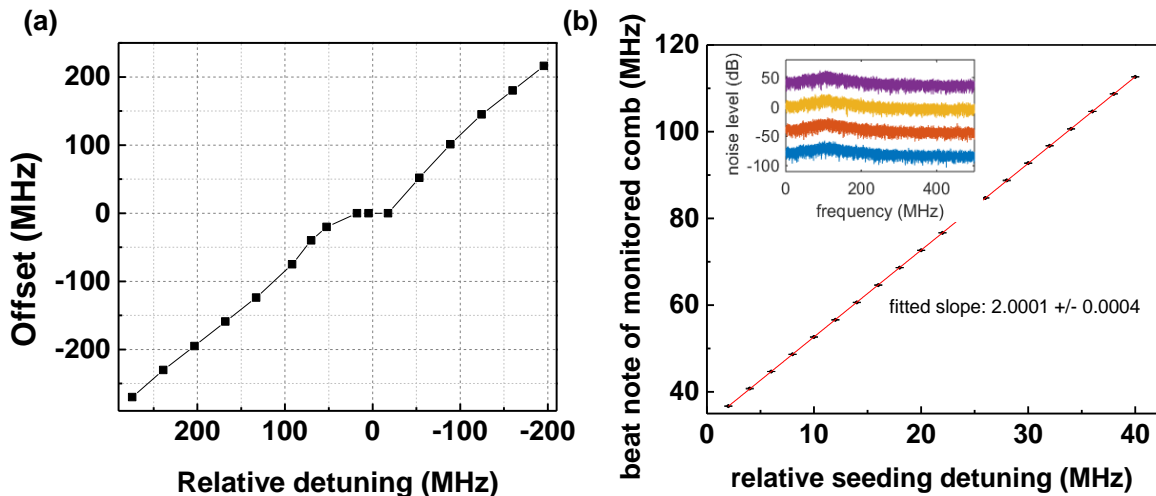 (a)
200
100
0
-100
-200
Offset (MHz)
200 100 0 -100 -200
Relative detuning (MHz)
(b)
120
100
80
60
40
beat note of monitored comb (MHz)
50
0
-50
-100
noise level (dB)
0 200 400
frequency (MHz)
fitted slope: 2.0001 +/- 0.0004
0 10 20 30 40
relative seeding detuning (MHz)